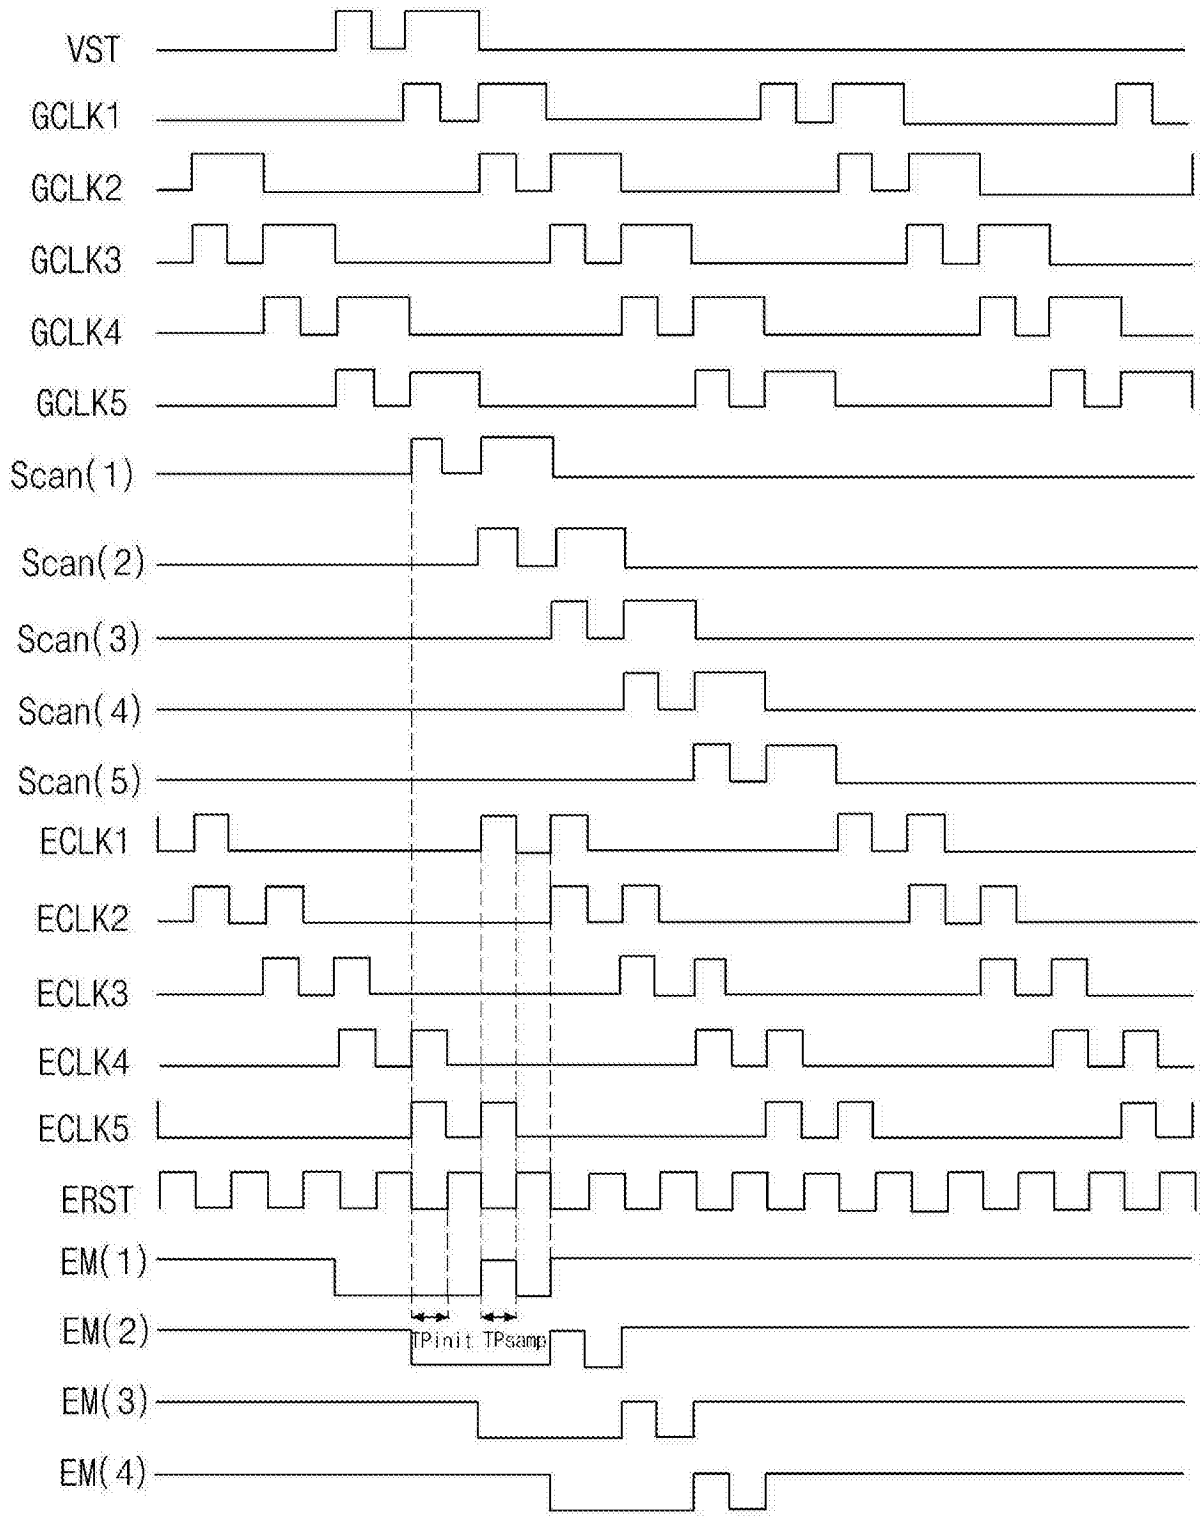 VST
GCLK1
GCLK2
GCLK3
GCLK4
GCLK5
Scan(1)
Scan(2)
Scan(3)
Scan(4)
Scan(5)
ECLK1
ECLK2
ECLK3
ECLK4
ECLK5
ERST
EM(1)
EM(2)
TPinit TPsamp
EM(3)
EM(4)